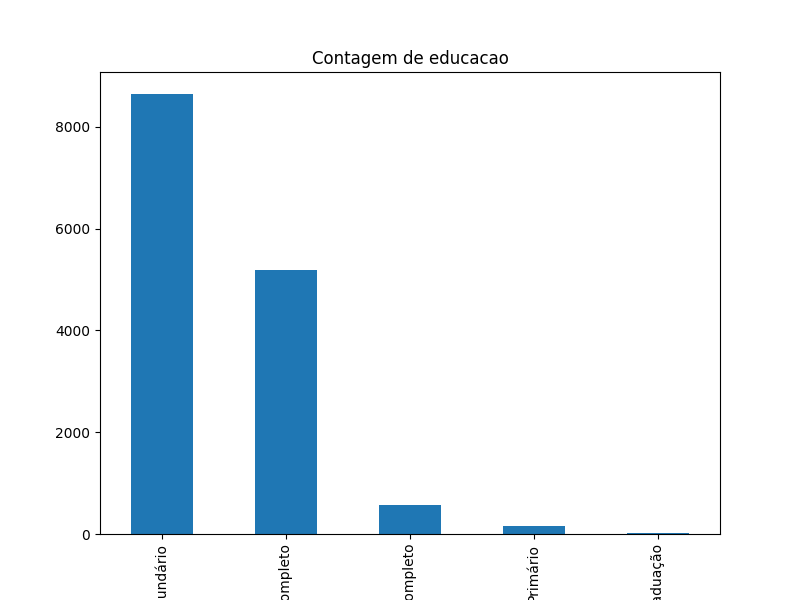 Contagem de educacao
8000
6000
4000
2000
0
undário
ompleto
ompleto
Primário
aduação